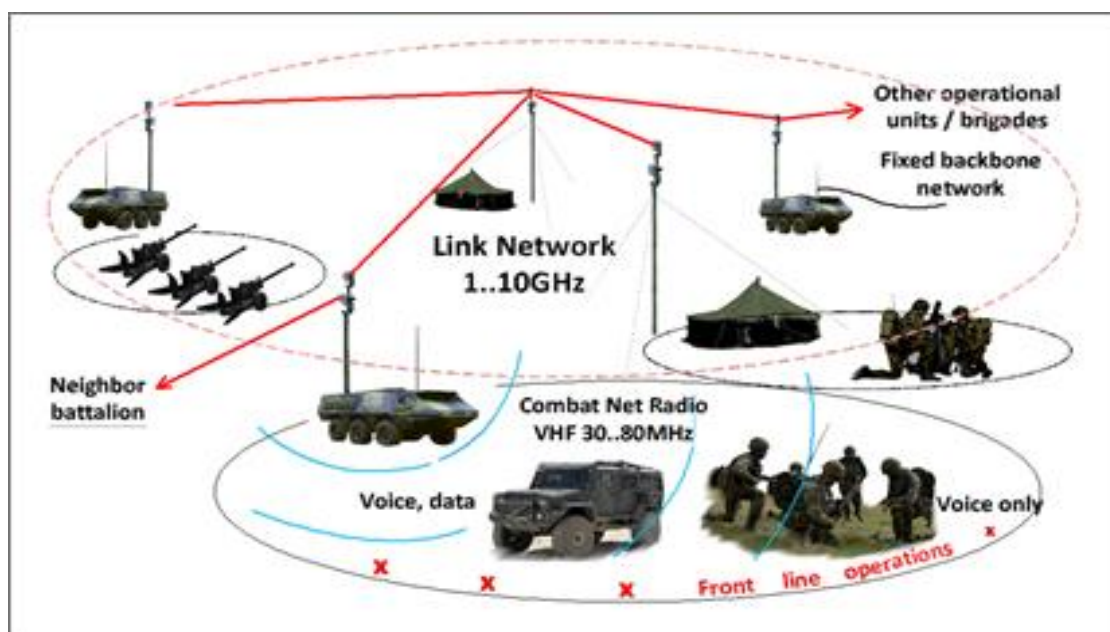 Other operational
units / brigades
Fixed backbone
network
Link Network
1..10GHz
Neighbor
battalion
Combat Net Radio
VHF 30..80MHz
Voice, data
Voice only
x x x Front line operations x